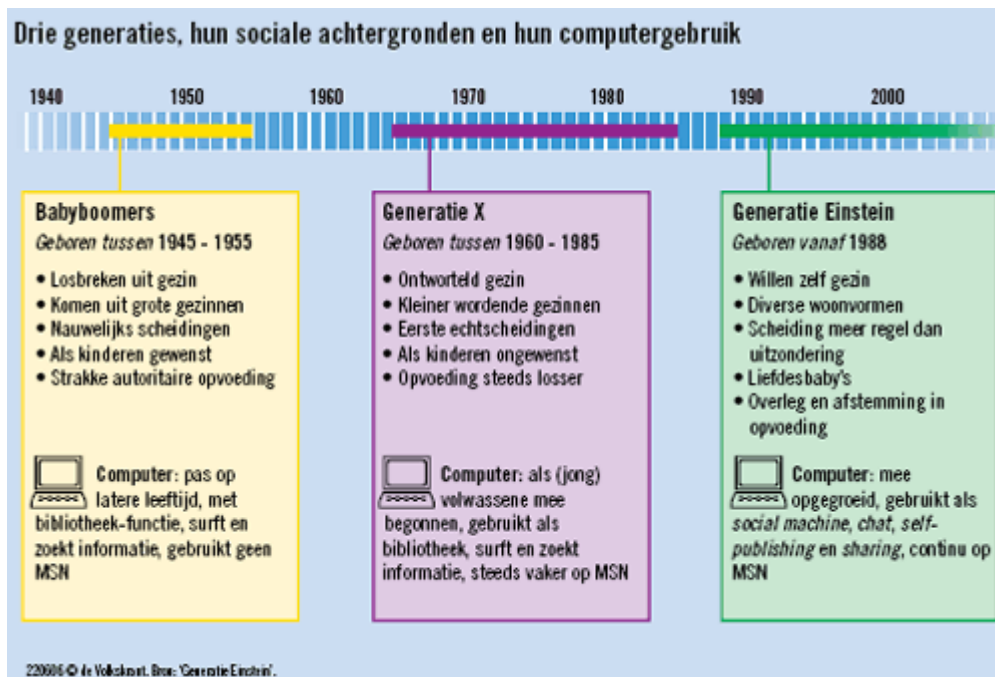 Drie generaties, hun sociale achtergronden en hun computergebruik
1940 1950 1960 1970 1980 1990 2000
Babyboomers
Geboren tussen 1945 - 1955
• Losbreken uit gezin
• Komen uit grote gezinnen
• Nauwelijks scheidingen
• Als kinderen gewenst
• Strakke autoritaire opvoeding
Computer: pas op
latere leeftijd, met
bibliotheek-functie, surft en
zoekt informatie, gebruikt geen
MSN
Generatie X
Geboren tussen 1960 - 1985
• Ontworteld gezin
• Kleiner wordende gezinnen
• Eerste echtscheidingen
• Als kinderen ongewenst
• Opvoeding steeds losser
Computer: als (jong)
volwassene mee
begonnen, gebruikt als
bibliotheek, surft en zoekt
informatie, steeds vaker op MSN
Generatie Einstein
Geboren vanaf 1988
• Willen zelf gezin
• Diverse woonvormen
• Scheiding meer regel dan
uitzondering
• Liefdesbaby's
• Overleg en afstemming in
opvoeding
Computer: mee
opgegroeid, gebruikt als
social machine, chat, self-
publishing en sharing, continu op
MSN
220606 © de Volkskrant. Bron: 'Generatie Einstein'.